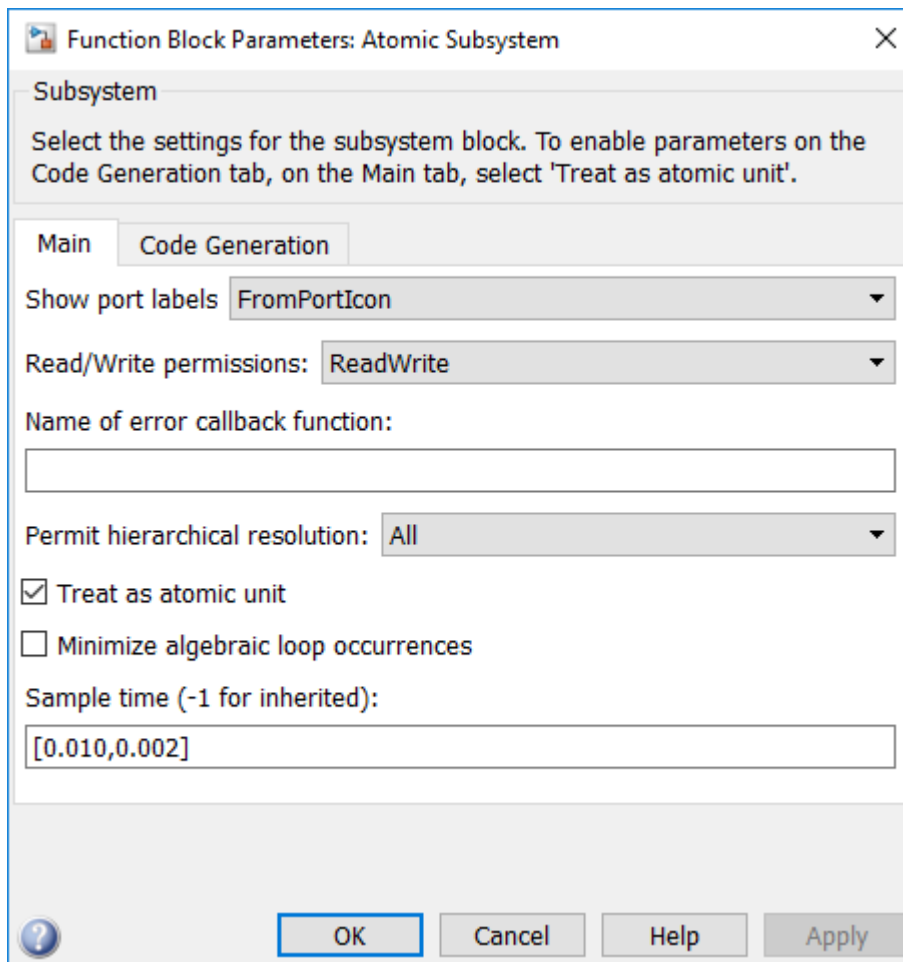 Function Block Parameters: Atomic Subsystem
Subsystem
Select the settings for the subsystem block. To enable parameters on the
Code Generation tab, on the Main tab, select 'Treat as atomic unit'.
Main Code Generation
Show port labels FromPortIcon
Read/Write permissions: ReadWrite
Name of error callback function:
Permit hierarchical resolution: All
Treat as atomic unit
Minimize algebraic loop occurrences
Sample time (-1 for inherited):
[0.010,0.002]
? OK Cancel Help Apply